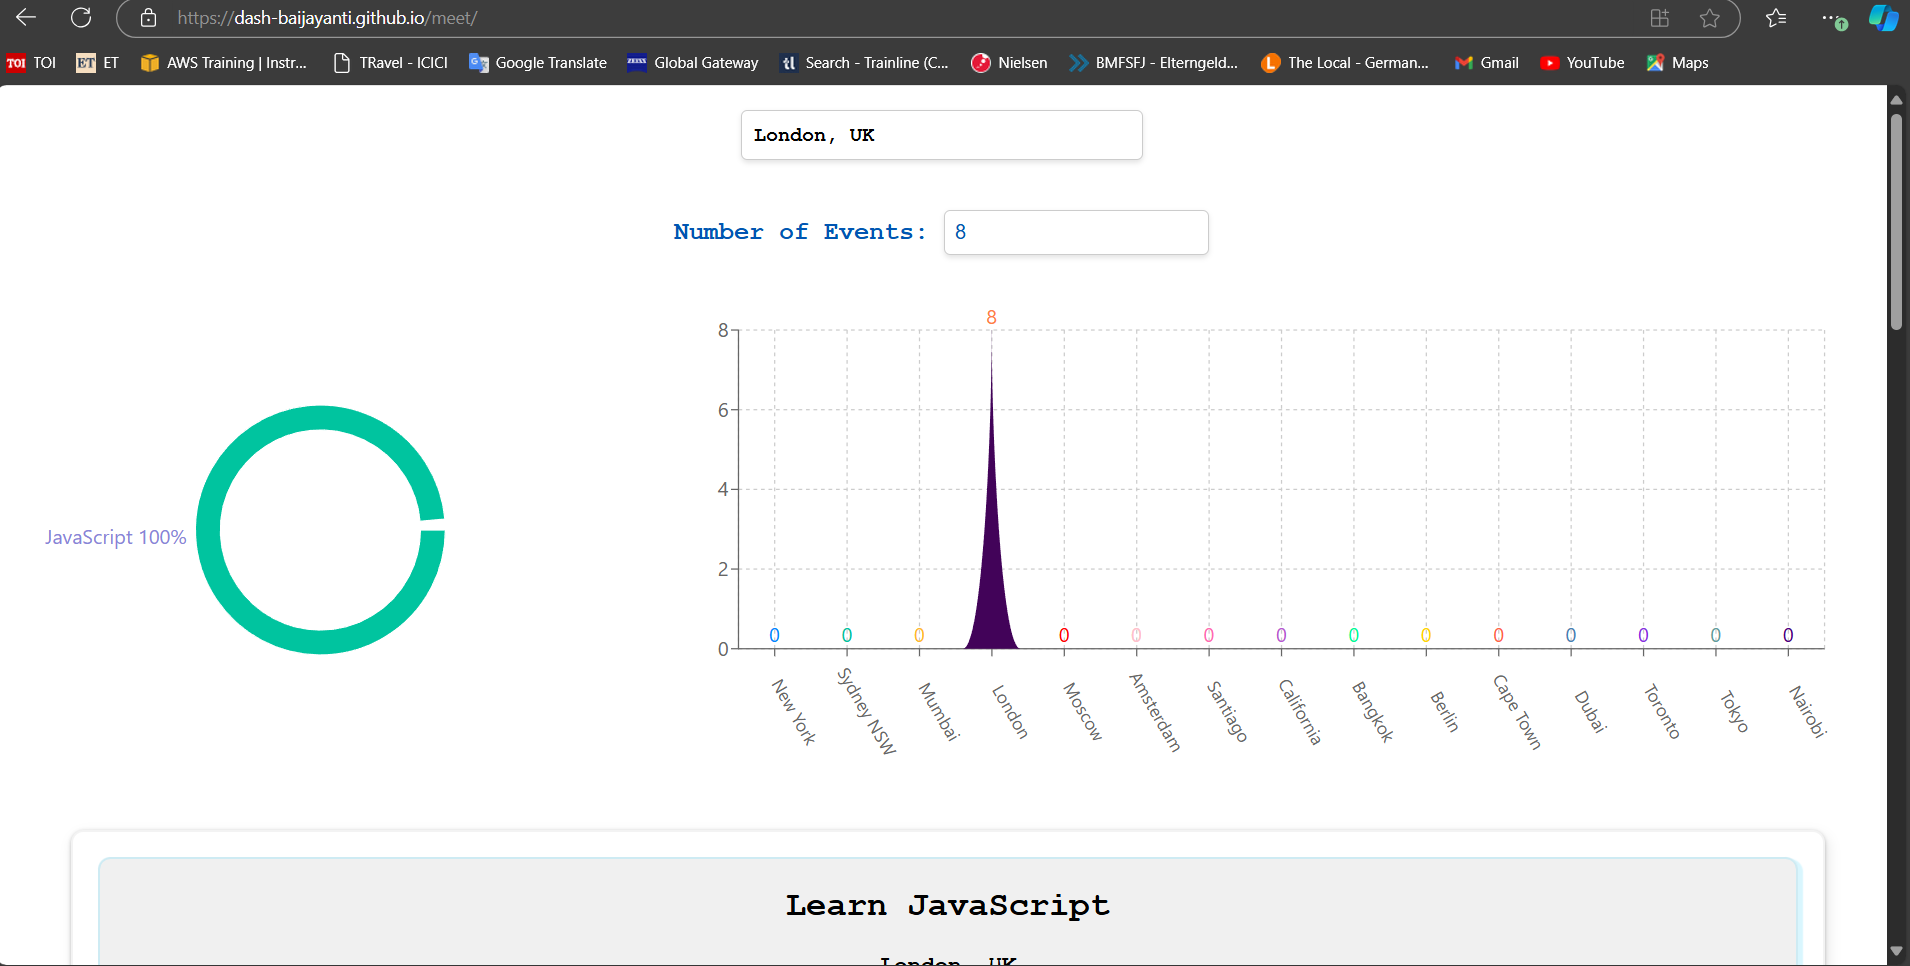 https://dash-baijayanti.github.io/meet/
TOI TOI ET ET AWS Training | Instr... TRavel - ICICI Google Translate ZEISS Global Gateway tl Search - Trainline (C... Nielsen BMFSFJ - Elterngeld... L The Local - German... Gmail YouTube Maps
London, UK
Number of Events: 8
8
8
6
4
2
0
JavaScript 100%
0 0 0 0 0 0 0 0 0 0 0 0 0 0
New York Sydney NSW Mumbai London Moscow Amsterdam Santiago California Bangkok Berlin Cape Town Dubai Toronto Tokyo Nairobi
Learn JavaScript
London, UK